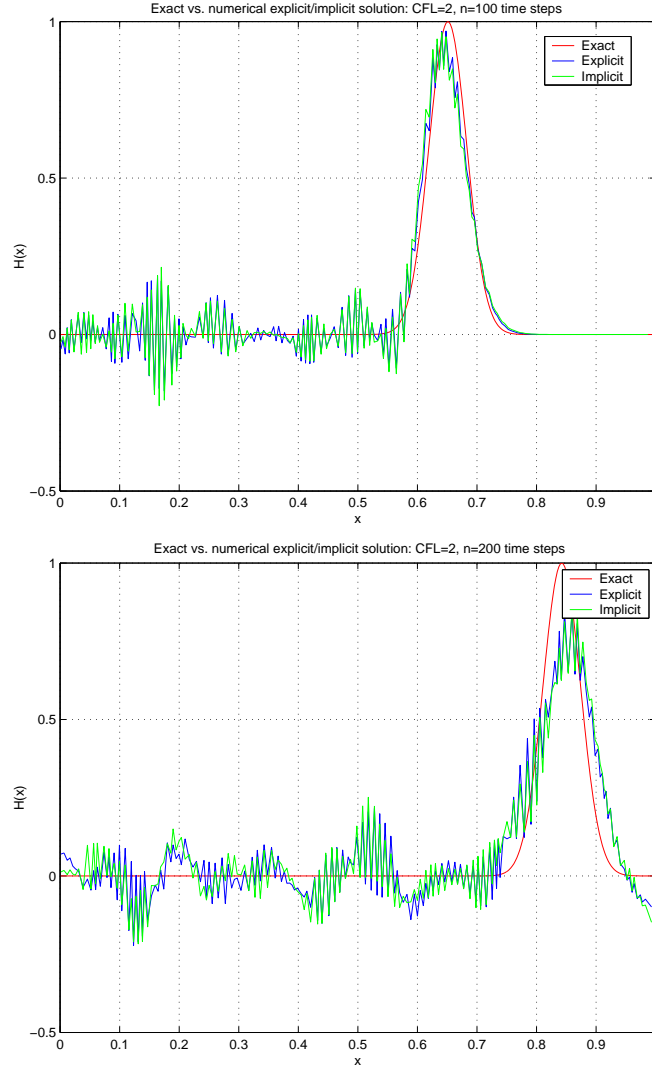 Exact vs. numerical explicit/implicit solution: CFL=2, n=100 time steps
1
Exact
Explicit
Implicit
0.5
H(x)
0
−0.5
0 0.1 0.2 0.3 0.4 0.5 0.6 0.7 0.8 0.9
x
Exact vs. numerical explicit/implicit solution: CFL=2, n=200 time steps
1
Exact
Explicit
Implicit
0.5
H(x)
0
−0.5
0 0.1 0.2 0.3 0.4 0.5 0.6 0.7 0.8 0.9
x